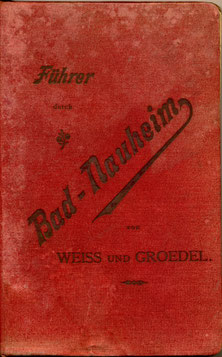 Führer
durch
Bad-Nauheim
von
WEISS UND GROEDEL.